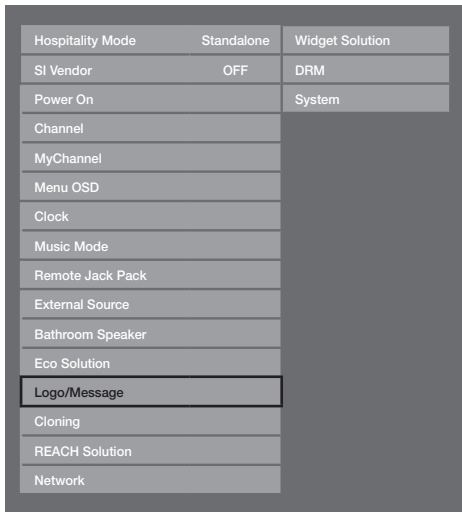 Hospitality Mode Standalone
SI Vendor OFF
Power On
Channel
MyChannel
Menu OSD
Clock
Music Mode
Remote Jack Pack
External Source
Bathroom Speaker
Eco Solution
Logo/Message
Cloning
REACH Solution
Network
Widget Solution
DRM
System